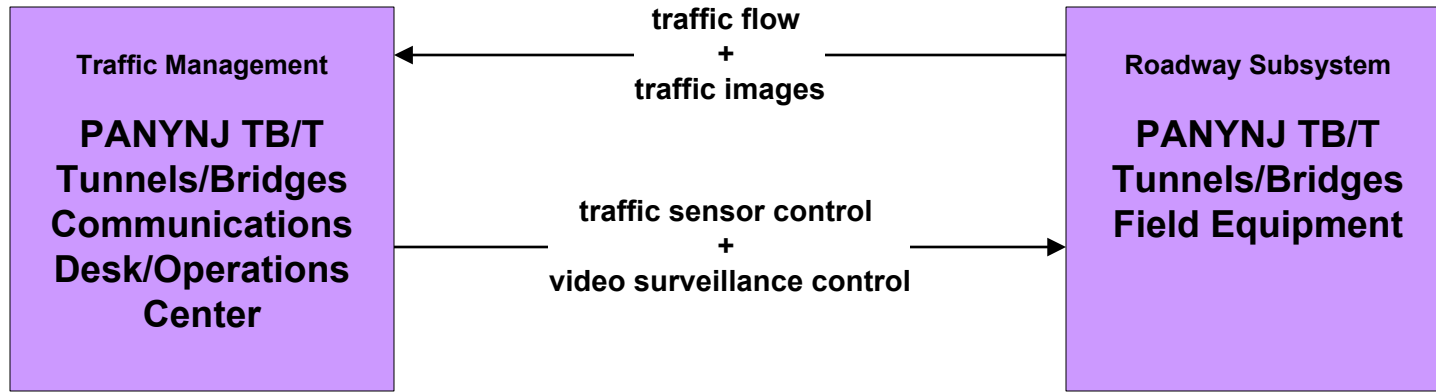 Traffic Management
PANYNJ TB/T
Tunnels/Bridges
Communications
Desk/Operations
Center
traffic flow
+
traffic images
traffic sensor control
+
video surveillance control
Roadway Subsystem
PANYNJ TB/T
Tunnels/Bridges
Field Equipment